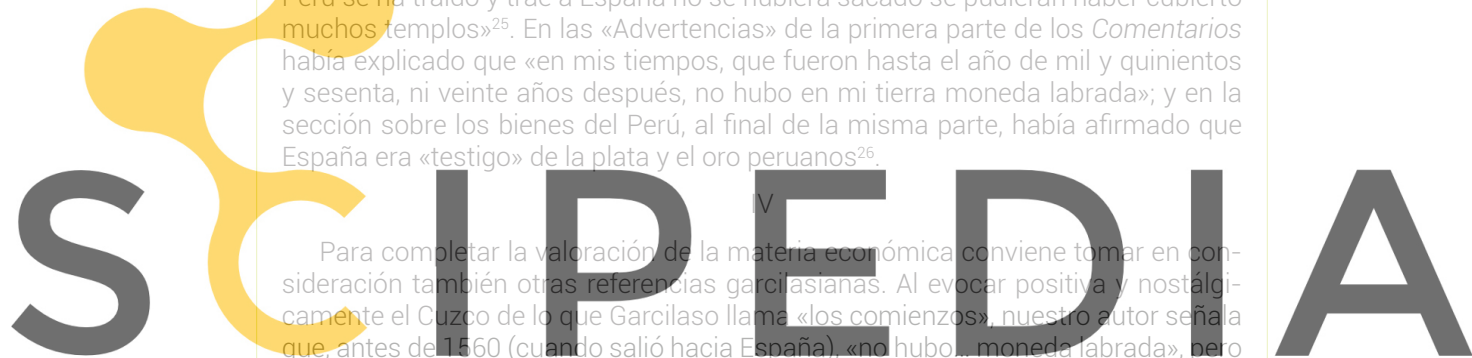 Perú se ha traído y trae a España no se hubiera sacado se pudieran haber cubierto
muchos templos»²⁵. En las «Advertencias» de la primera parte de los Comentarios
había explicado que «en mis tiempos, que fueron hasta el año de mil y quinientos
y sesenta, ni veinte años después, no hubo en mi tierra moneda labrada»; y en la
sección sobre los bienes del Perú, al final de la misma parte, había afirmado que
España era «testigo» de la plata y el oro peruanos²⁶.
IV
Para completar la valoración de la materia económica conviene tomar en con-
sideración también otras referencias garcilasianas. Al evocar positiva y nostálgi-
camente el Cuzco de lo que Garcilaso llama «los comienzos», nuestro autor señala
que, antes de 1560 (cuando salió hacia España), «no hubo... moneda labrada», pero
SCIPEDIA